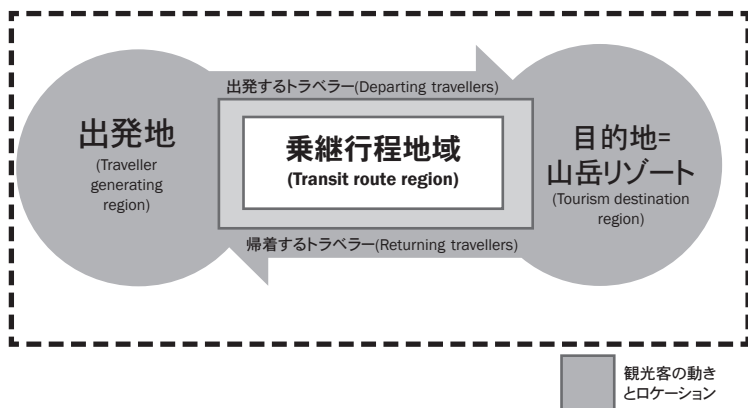 出発するトラベラー(Departing travellers)
出発地
(Traveller
generating
region)
乗継行程地域
(Transit route region)
目的地=
山岳リゾート
(Tourism destination
region)
帰着するトラベラー(Returning travellers)
観光客の動き
とロケーション